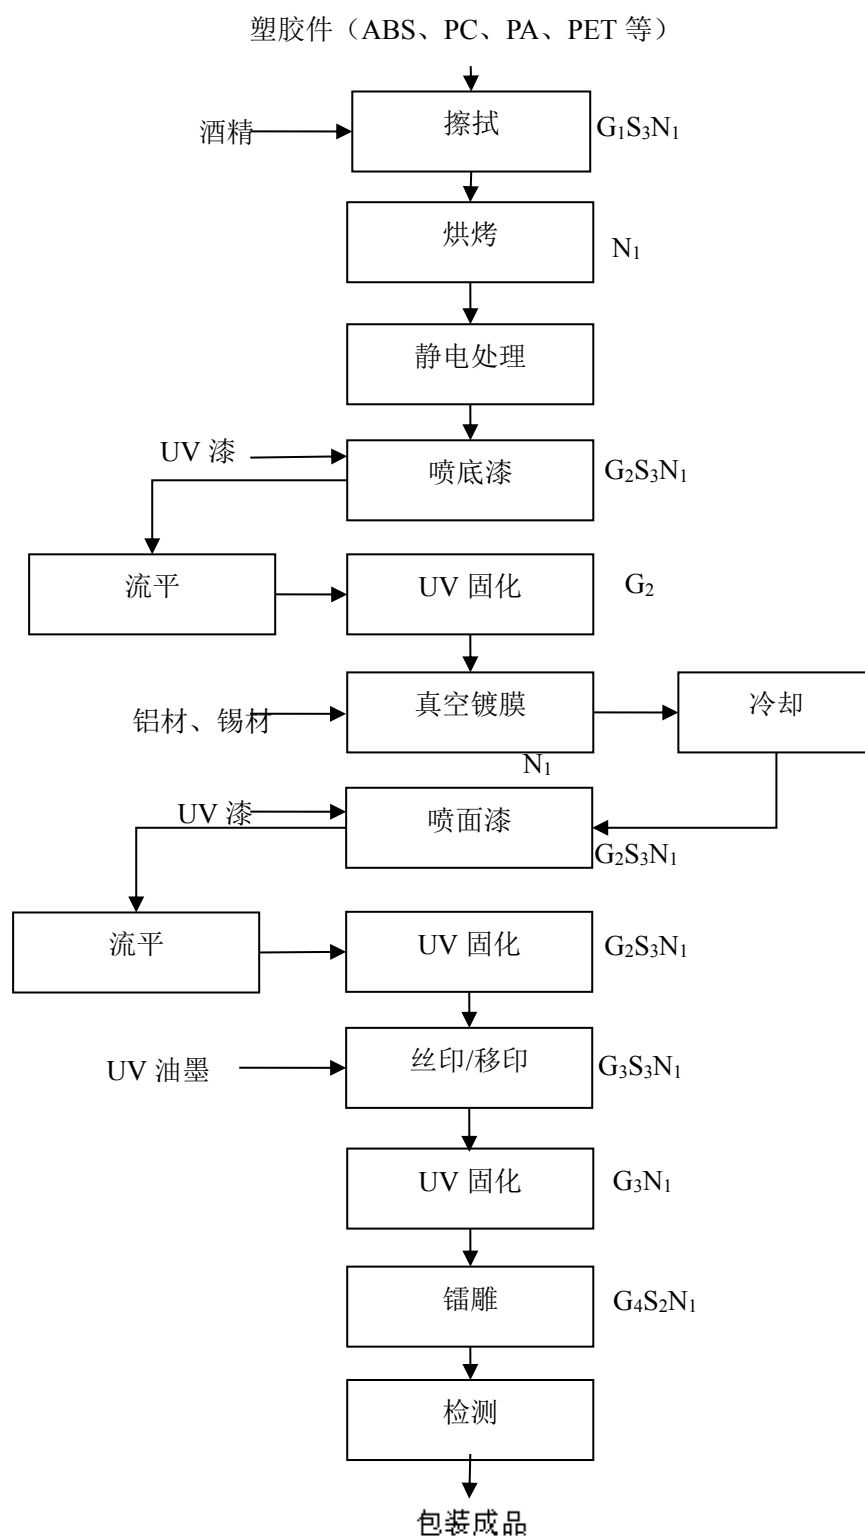 塑胶件（ABS、PC、PA、PET 等）
酒精
擦拭
G₁S₃N₁
烘烤
N₁
静电处理
UV 漆
喷底漆
G₂S₃N₁
流平
UV 固化
G₂
铝材、锡材
真空镀膜
冷却
N₁
UV 漆
喷面漆
G₂S₃N₁
流平
UV 固化
G₂S₃N₁
UV 油墨
丝印/移印
G₃S₃N₁
UV 固化
G₃N₁
镭雕
G₄S₂N₁
检测
包装成品